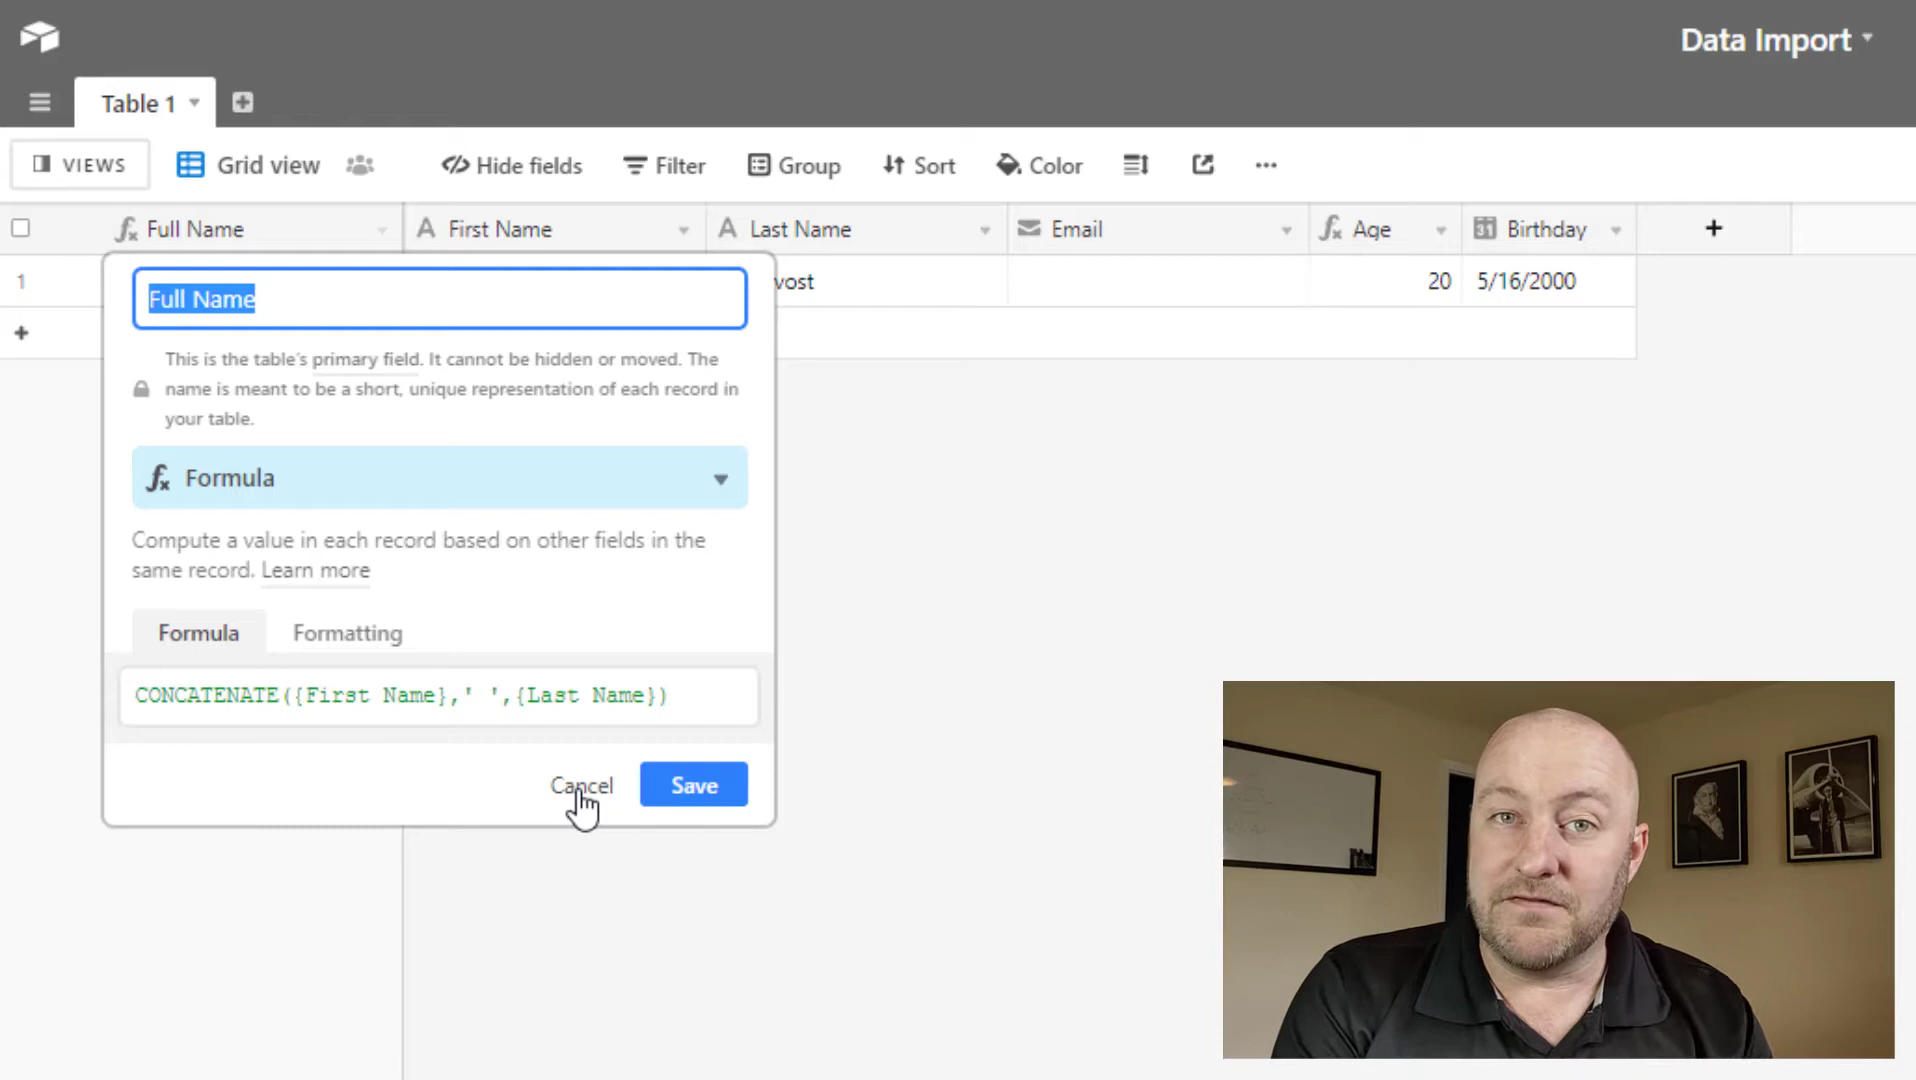 Data Import
Table 1
VIEWS Grid view Hide fields Filter Group Sort Color
Full Name First Name Last Name Email Age Birthday
1 vost 20 5/16/2000
Full Name
This is the table's primary field. It cannot be hidden or moved. The
name is meant to be a short, unique representation of each record in
your table.
Formula
Compute a value in each record based on other fields in the
same record. Learn more
Formula Formatting
CONCATENATE({First Name},' ',{Last Name})
Cancel Save